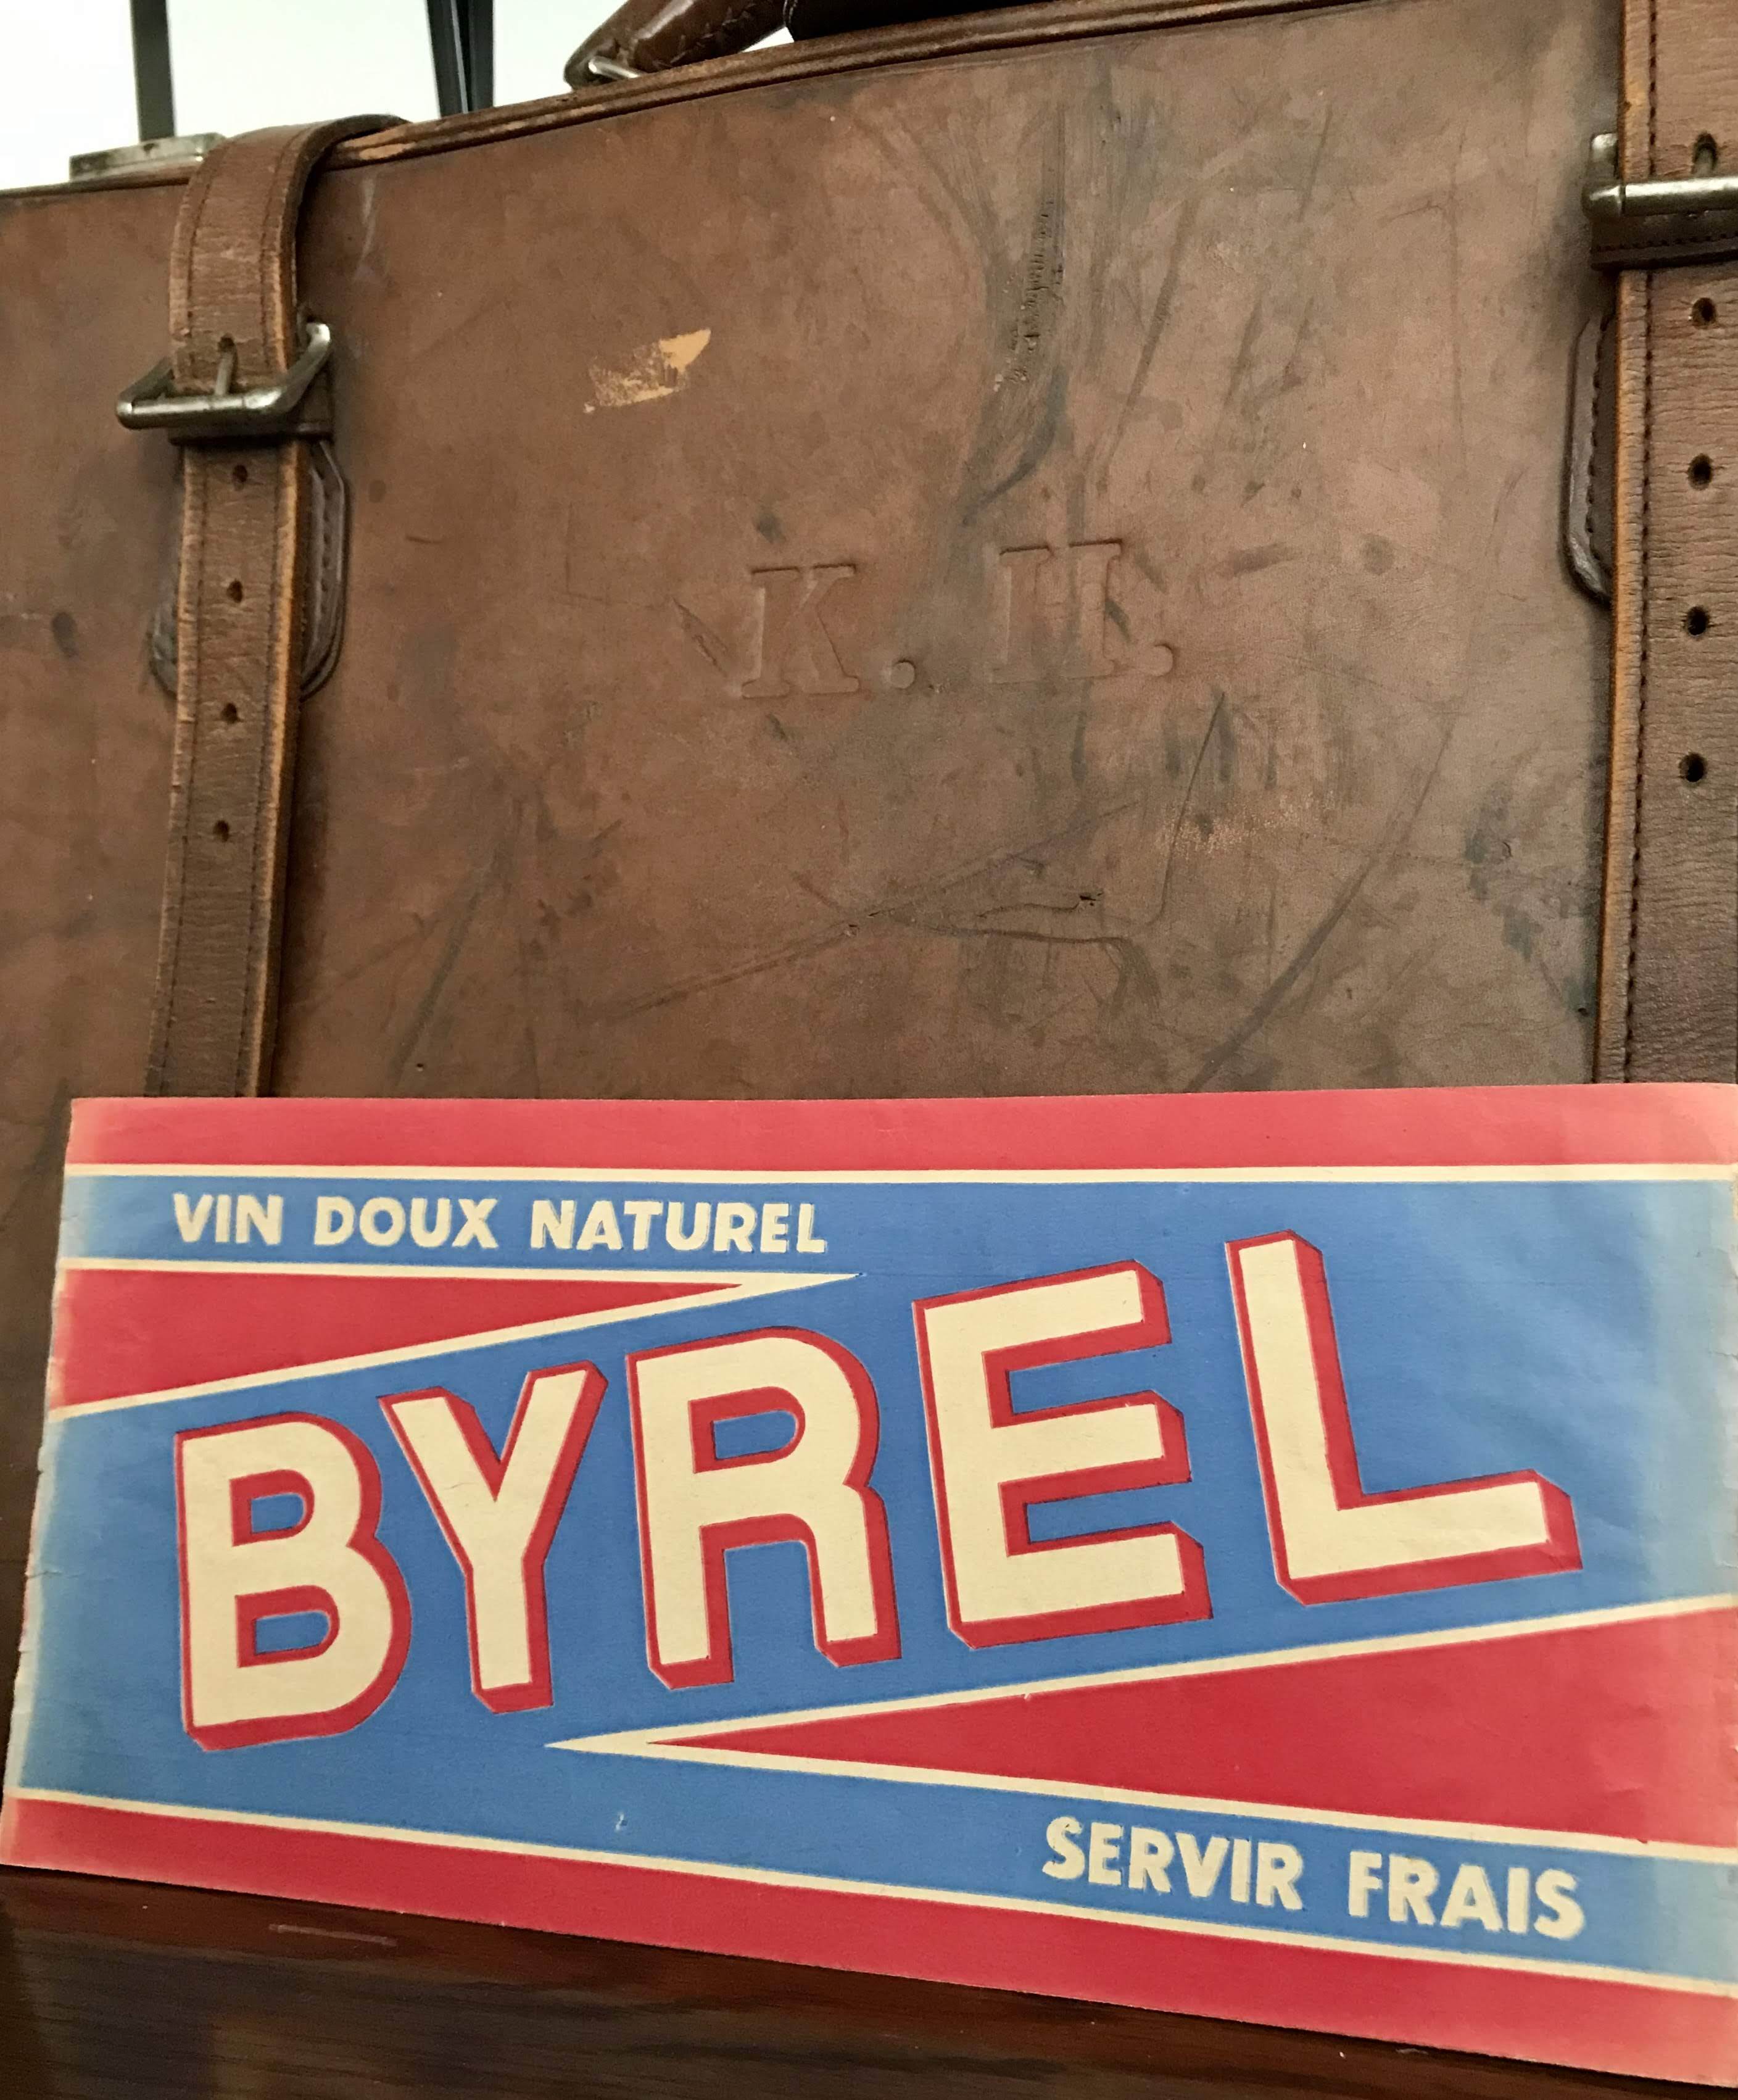 K. H.
VIN DOUX NATUREL
BYREL
SERVIR FRAIS